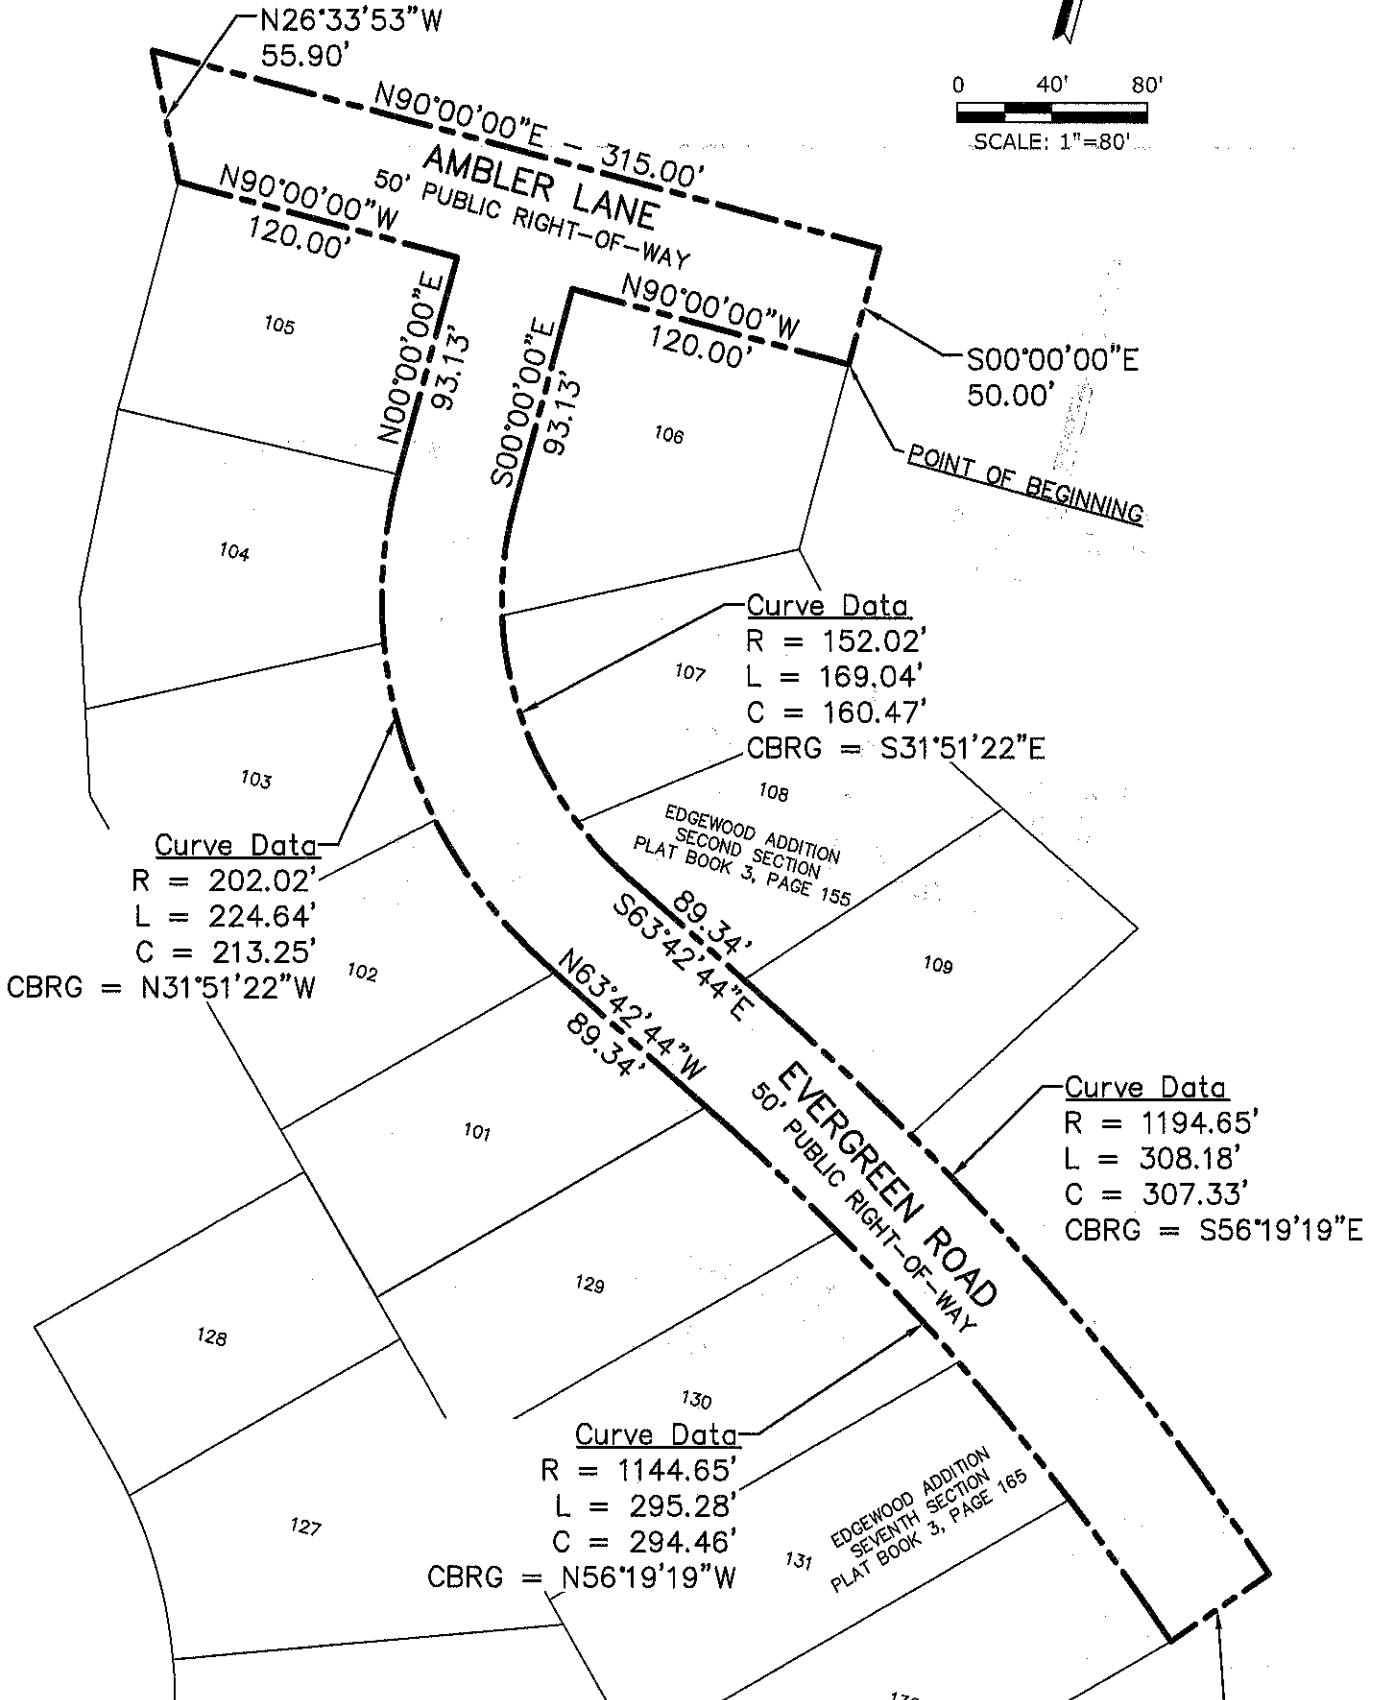 N26°33'53"W
55.90'
0 40' 80'
SCALE: 1"=80'
N90°00'00"E – 315.00'
AMBLER LANE
50' PUBLIC RIGHT-OF-WAY
N90°00'00"W
120.00'
N90°00'00"W
120.00'
S00°00'00"E
50.00'
N00°00'00"E
93.13'
S00°00'00"E
93.13'
105
106
POINT OF BEGINNING
104
Curve Data
R = 152.02'
L = 169.04'
C = 160.47'
CBRG = S31°51'22"E
107
103
108
EDGEWOOD ADDITION
SECOND SECTION
PLAT BOOK 3, PAGE 155
Curve Data
R = 202.02'
L = 224.64'
C = 213.25'
CBRG = N31°51'22"W
102
89.34'
S63°42'44"E
109
N63°42'44"W
89.34'
EVERGREEN ROAD
50' PUBLIC RIGHT-OF-WAY
Curve Data
R = 1194.65'
L = 308.18'
C = 307.33'
CBRG = S56°19'19"E
101
129
128
130
Curve Data
R = 1144.65'
L = 295.28'
C = 294.46'
CBRG = N56°19'19"W
EDGEWOOD ADDITION
SEVENTH SECTION
PLAT BOOK 3, PAGE 165
127
131